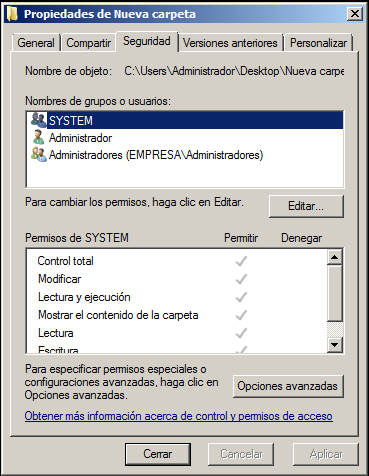 Propiedades de Nueva carpeta
General Compartir Seguridad Versiones anteriores Personalizar
Nombre de objeto: C:\Users\Administrador\Desktop\Nueva carpe
Nombres de grupos o usuarios:
SYSTEM
Administrador
Administradores (EMPRESA\Administradores)
Para cambiar los permisos, haga clic en Editar.
Editar...
Permisos de SYSTEM Permitir Denegar
Control total
Modificar
Lectura y ejecución
Mostrar el contenido de la carpeta
Lectura
Escritura
Para especificar permisos especiales o
configuraciones avanzadas, haga clic en
Opciones avanzadas.
Opciones avanzadas
Obtener más información acerca de control y permisos de acceso
Cerrar Cancelar Aplicar